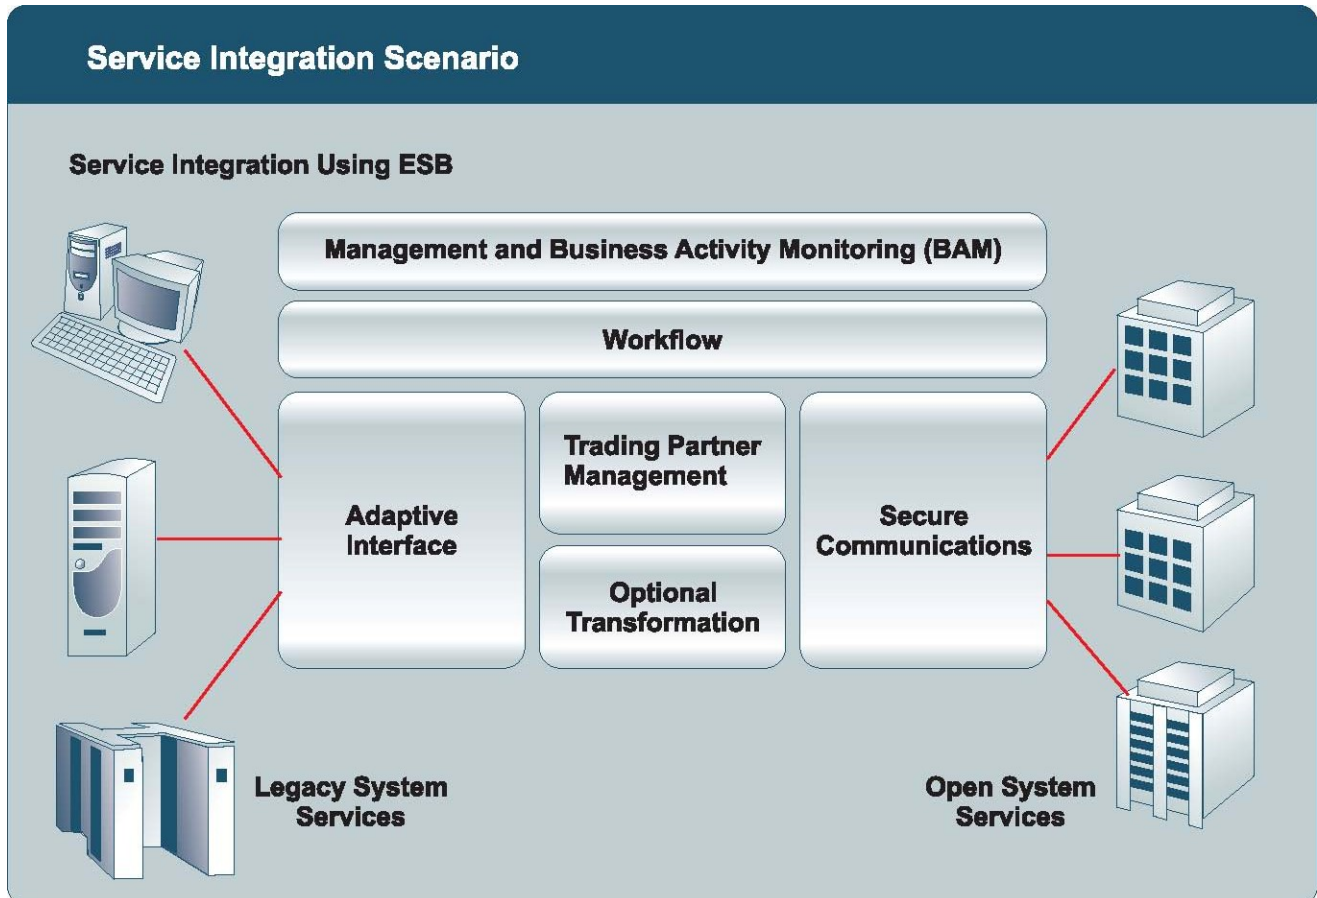 Service Integration Scenario
Service Integration Using ESB
Management and Business Activity Monitoring (BAM)
Workflow
Adaptive
Interface
Trading Partner
Management
Optional
Transformation
Secure
Communications
Legacy System
Services
Open System
Services